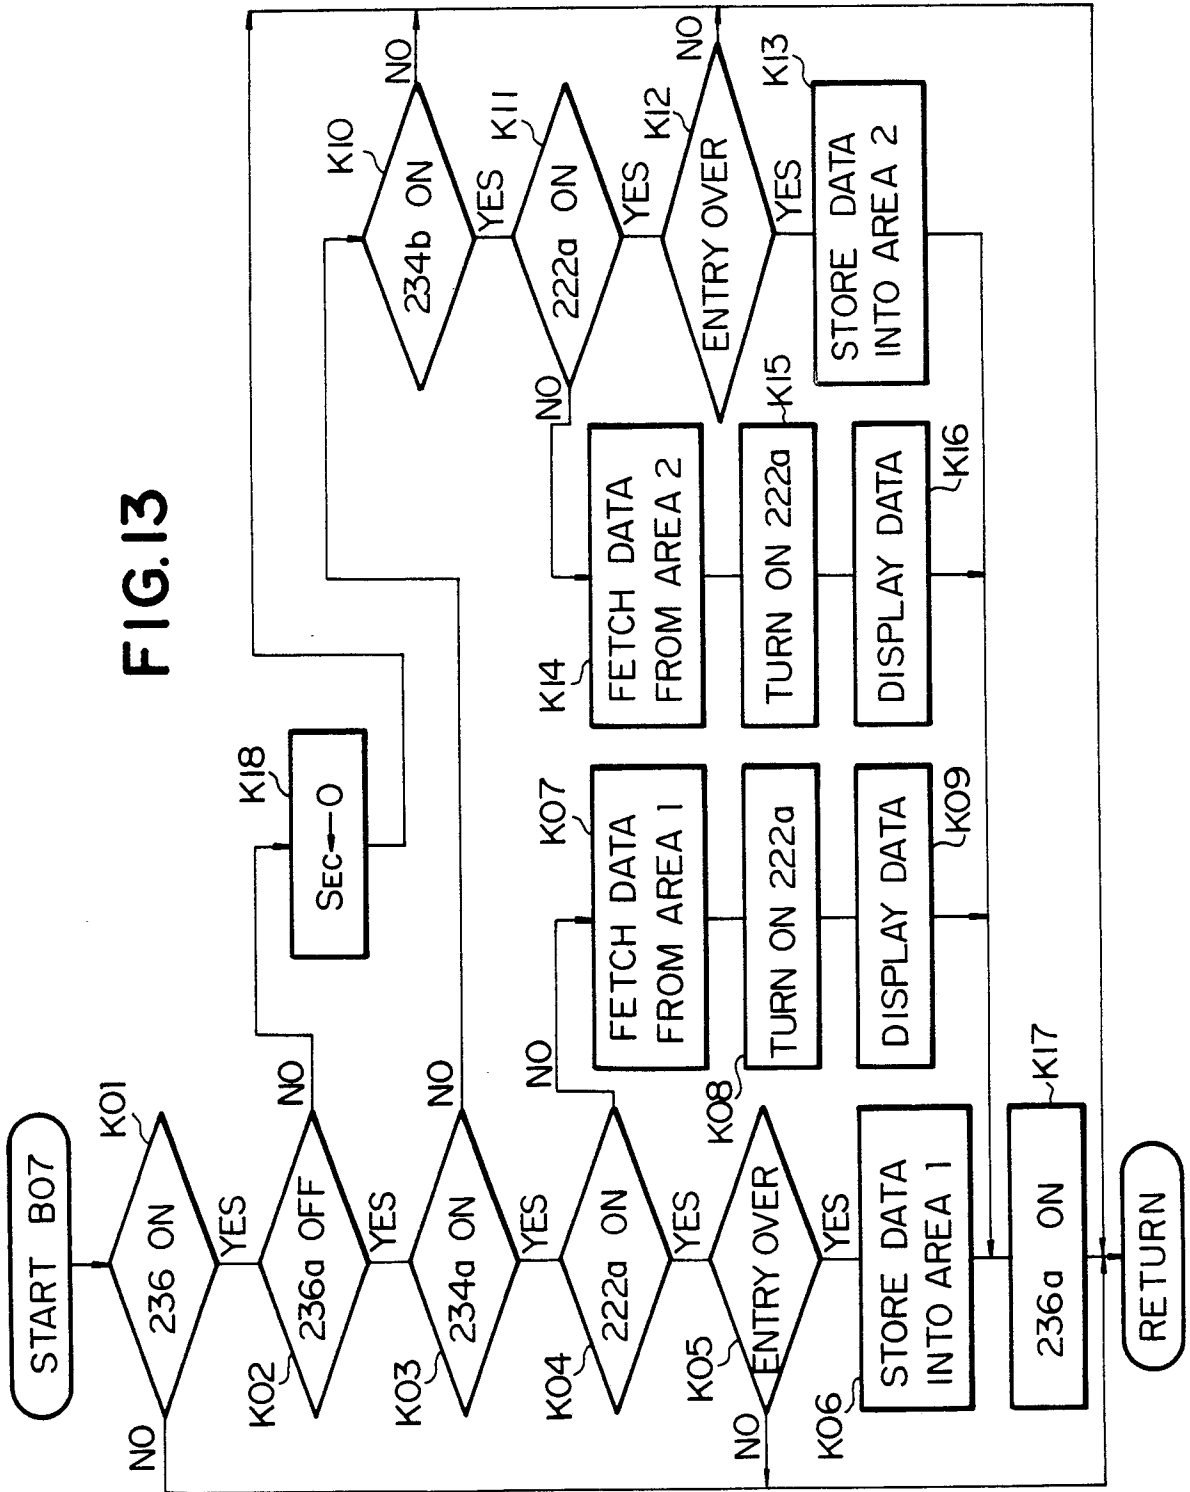 FIG.13
START B07
K01
236 ON
NO
YES
K02
236a OFF
NO
YES
K18
SEC←0
K03
234a ON
NO
YES
K04
222a ON
NO
YES
K05
ENTRY OVER
NO
YES
K06
STORE DATA
INTO AREA 1
K07
FETCH DATA
FROM AREA 1
K08
TURN ON 222a
K09
DISPLAY DATA
K10
234b ON
NO
YES
K11
222a ON
NO
YES
K12
ENTRY OVER
NO
YES
K13
STORE DATA
INTO AREA 2
K14
FETCH DATA
FROM AREA 2
K15
TURN ON 222a
K16
DISPLAY DATA
K17
236a ON
RETURN